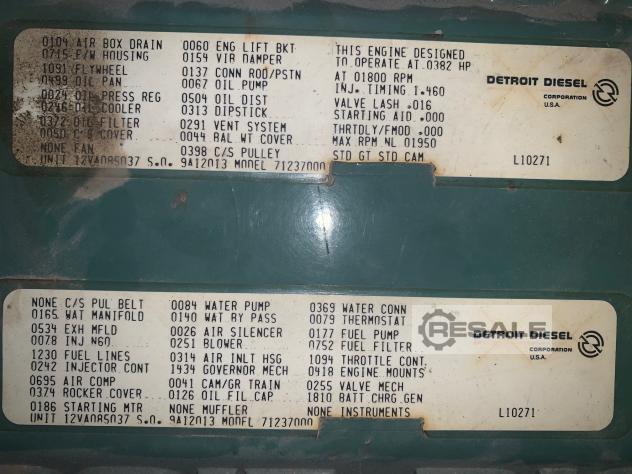 0104 AIR BOX DRAIN 0060 ENG LIFT BKT THIS ENGINE DESIGNED
0715 F/W HOUSING 0154 VIB DAMPER TO OPERATE AT 0382 HP
1091 FLYWHEEL 0137 CONN ROD/PSTN AT 01800 RPM
0499 OIL PAN 0067 OIL PUMP INJ. TIMING 1.460
0024 OIL PRESS REG 0504 OIL DIST VALVE LASH .016
0246 OIL COOLER 0313 DIPSTICK STARTING AID .000
0372 OIL FILTER 0291 VENT SYSTEM THRTDLY/FMOD .000
0050 C/S COVER 0044 BAL WT COVER MAX RPM NL 01950
NONE FAN 0398 C/S PULLEY STD GT STD CAM
UNIT 12VA085037 S.O. 9A12013 MODEL 71237000
DETROIT DIESEL
CORPORATION
U.S.A.
L10271
NONE C/S PUL BELT 0084 WATER PUMP 0369 WATER CONN
0165 WAT MANIFOLD 0140 WAT BY PASS 0079 THERMOSTAT
0534 EXH MFLD 0026 AIR SILENCER 0177 FUEL PUMP
0078 INJ N60 0251 BLOWER 0752 FUEL FILTER
1230 FUEL LINES 0314 AIR INLT HSG 1094 THROTTLE CONT
0242 INJECTOR CONT 1434 GOVERNOR MECH 0418 ENGINE MOUNTS
0695 AIR COMP 0041 CAM/GR TRAIN 0255 VALVE MECH
0374 ROCKER COVER 0126 OIL FIL CAP 1810 BATT CHRG GEN
0186 STARTING MTR NONE MUFFLER NONE INSTRUMENTS
UNIT 12VA085037 S.O. 9A12013 MODEL 71237000
DETROIT DIESEL
CORPORATION
U.S.A.
L10271
RESALE